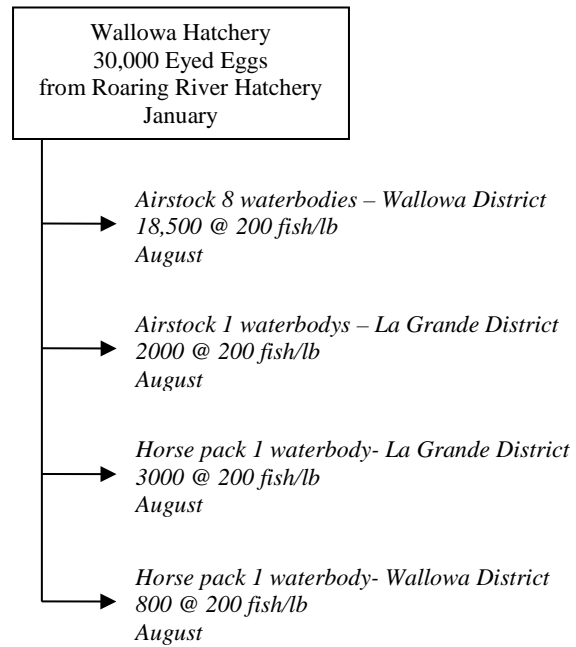 Wallowa Hatchery
30,000 Eyed Eggs
from Roaring River Hatchery
January
Airstock 8 waterbodies – Wallowa District
18,500 @ 200 fish/lb
August
Airstock 1 waterbodys – La Grande District
2000 @ 200 fish/lb
August
Horse pack 1 waterbody- La Grande District
3000 @ 200 fish/lb
August
Horse pack 1 waterbody- Wallowa District
800 @ 200 fish/lb
August